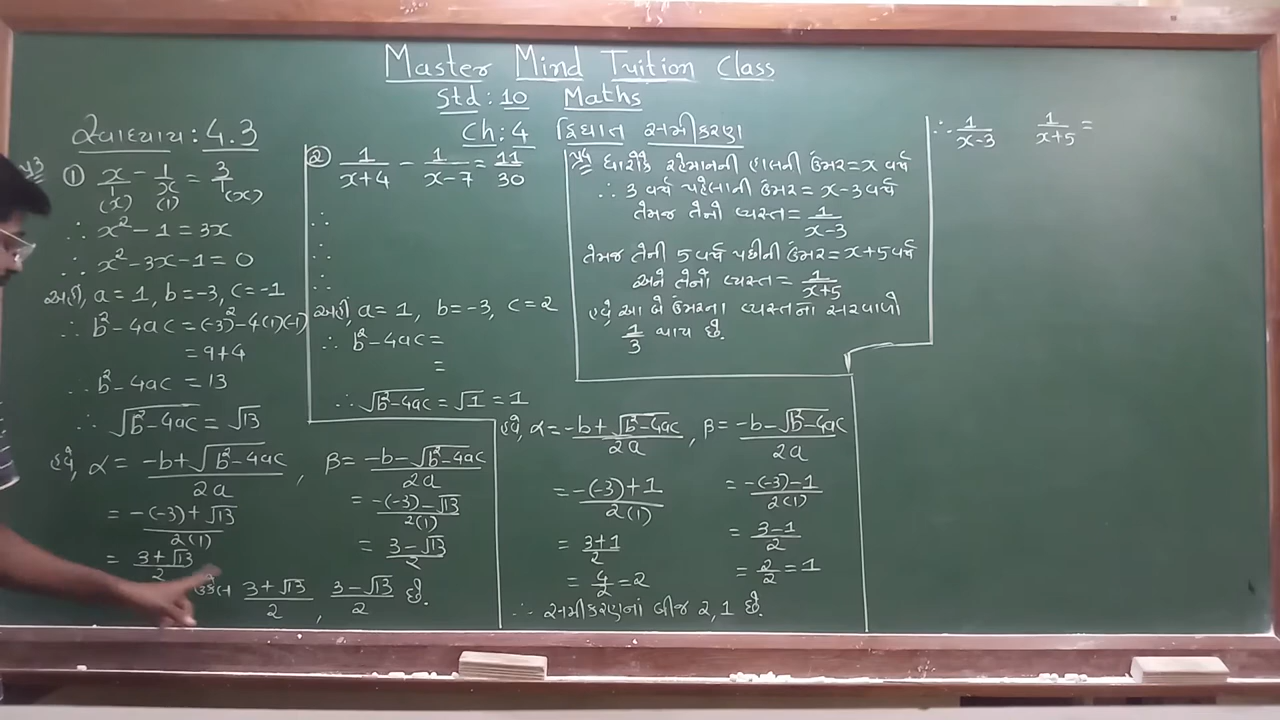 Master Mind Tuition Class
Std : 10 Maths
Ch : 4 દ્વિઘાત સમીકરણ
સ્વાધ્યાય : 4.3
પ્ર3 ① x/1 - 1/x = 3/1
(x) (1) (x)
∴ x² - 1 = 3x
∴ x² - 3x - 1 = 0
અહીં, a = 1, b = -3, c = -1
∴ b² - 4ac = (-3)² - 4(1)(-1)
= 9 + 4
∴ b² - 4ac = 13
∴ √(b² - 4ac) = √13
હવે, α = (-b + √(b² - 4ac))/2a , β = (-b - √(b² - 4ac))/2a
= (-(-3) + √13)/2(1) = (-(-3) - √13)/2(1)
= (3 + √13)/2 = (3 - √13)/2
ઉકેલ (3 + √13)/2 , (3 - √13)/2 છે.
② 1/(x+4) - 1/(x-7) = 11/30
∴
∴
∴
અહીં, a = 1, b = -3, c = 2
∴ b² - 4ac =
=
∴ √(b² - 4ac) = √1 = 1
હવે, α = (-b + √(b² - 4ac))/2a , β = (-b - √(b² - 4ac))/2a
= (-(-3) + 1)/2(1) = (-(-3) - 1)/2(1)
= (3 + 1)/2 = (3 - 1)/2
= 4/2 = 2 = 2/2 = 1
∴ સમીકરણનાં બીજ 2, 1 છે.
પ્ર4 ધારોકે રહેમાનની હાલની ઉંમર = x વર્ષ
∴ 3 વર્ષ પહેલાની ઉંમર = x - 3 વર્ષ
તેમજ તેનો વ્યસ્ત = 1/(x-3)
તેમજ તેની 5 વર્ષ પછીની ઉંમર = x + 5 વર્ષ
અને તેનો વ્યસ્ત = 1/(x+5)
હવે આ બે ઉંમરના વ્યસ્તનો સરવાળો
1/3 થાય છે.
∴ 1/(x-3) 1/(x+5) =